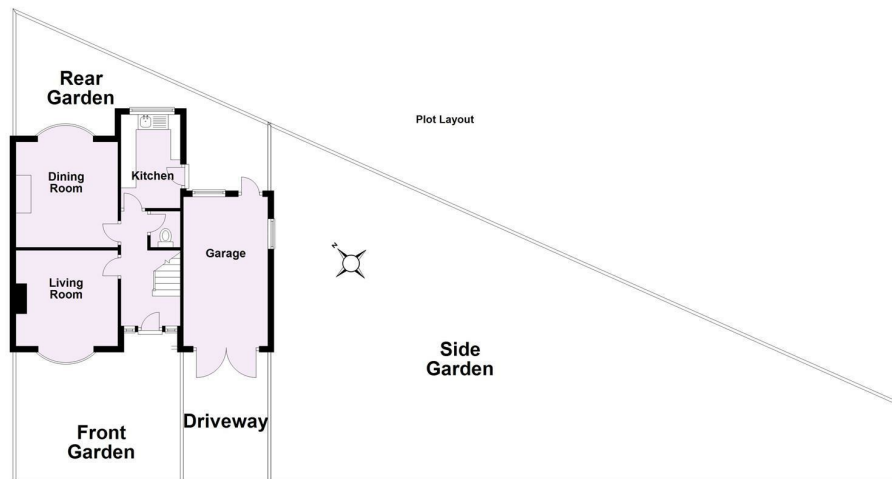 Rear
Garden
Plot Layout
Dining
Room
Kitchen
Garage
N
Living
Room
Side
Garden
Front
Garden
Driveway